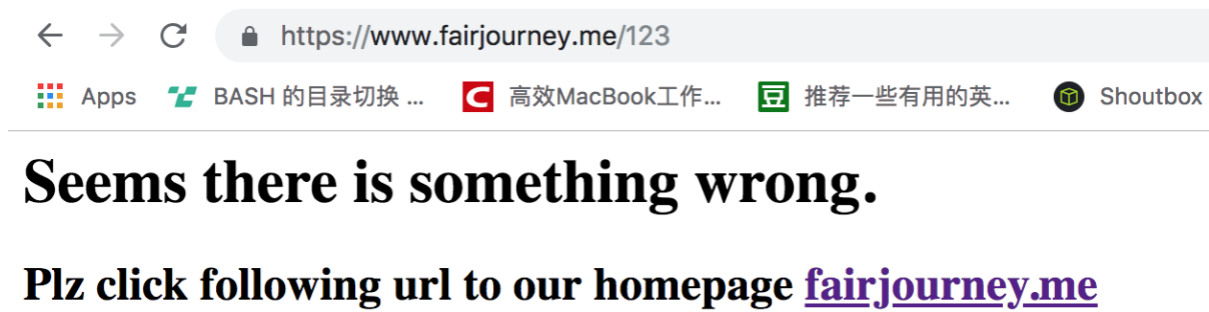 https://www.fairjourney.me/123
Apps BASH 的目录切换 ... 高效MacBook工作... 豆 推荐一些有用的英... Shoutbox
Seems there is something wrong.
Plz click following url to our homepage fairjourney.me